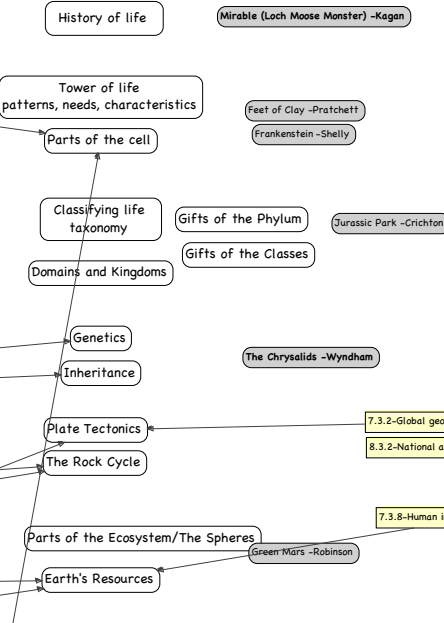 History of life
Mirable (Loch Moose Monster) -Kagan
Tower of life
patterns, needs, characteristics
Feet of Clay -Pratchett
Frankenstein -Shelly
Parts of the cell
Classifying life
taxonomy
Gifts of the Phylum
Jurassic Park -Crichton
Gifts of the Classes
Domains and Kingdoms
Genetics
The Chrysalids -Wyndham
Inheritance
Plate Tectonics
7.3.2-Global geo
8.3.2-National a
The Rock Cycle
7.3.8-Human i
Parts of the Ecosystem/The Spheres
Green Mars -Robinson
Earth's Resources